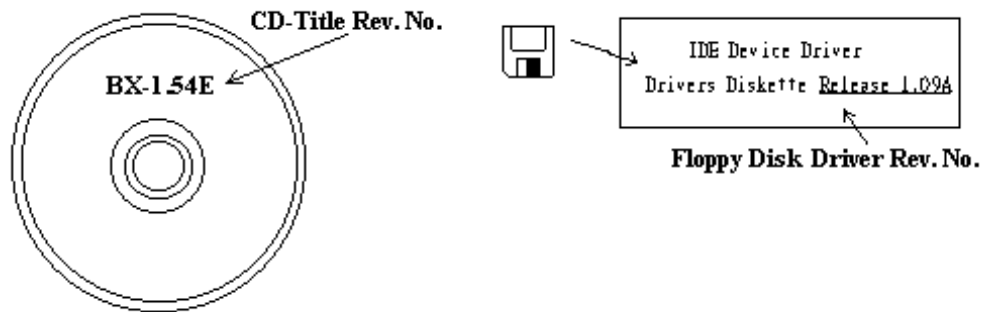 CD-Title Rev. No.
BX-1.54E
IDE Device Driver
Drivers Diskette Release 1.09A
Floppy Disk Driver Rev. No.